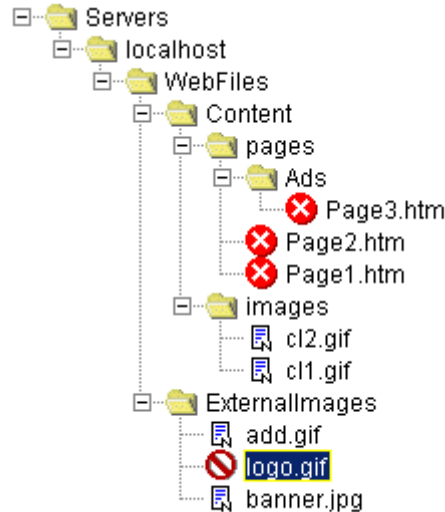 Servers
localhost
WebFiles
Content
pages
Ads
Page3.htm
Page2.htm
Page1.htm
images
cl2.gif
cl1.gif
ExternalImages
add.gif
logo.gif
banner.jpg